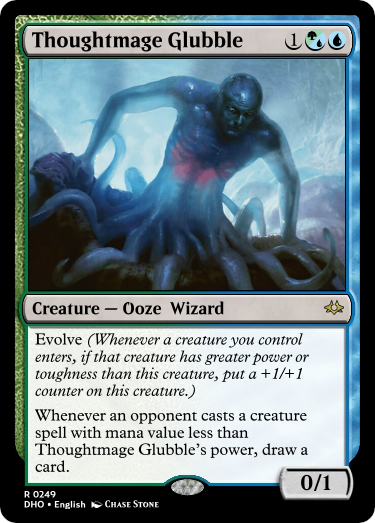 Thoughtmage Glubble 1
Creature — Ooze Wizard
Evolve (Whenever a creature you control
enters, if that creature has greater power or
toughness than this creature, put a +1/+1
counter on this creature.)
Whenever an opponent casts a creature
spell with mana value less than
Thoughtmage Glubble's power, draw a
card.
0/1
R 0249
DHO • English Chase Stone